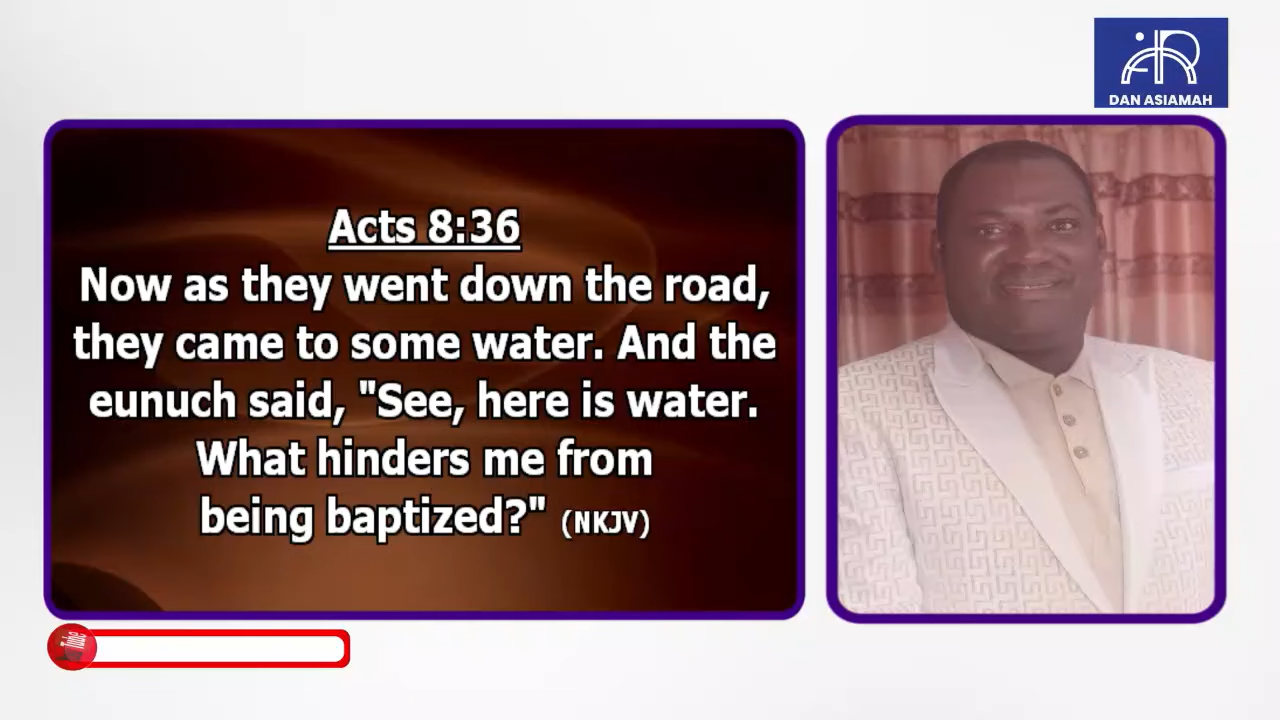 DAN ASIAMAH
Acts 8:36
Now as they went down the road,
they came to some water. And the
eunuch said, "See, here is water.
What hinders me from
being baptized?" (NKJV)